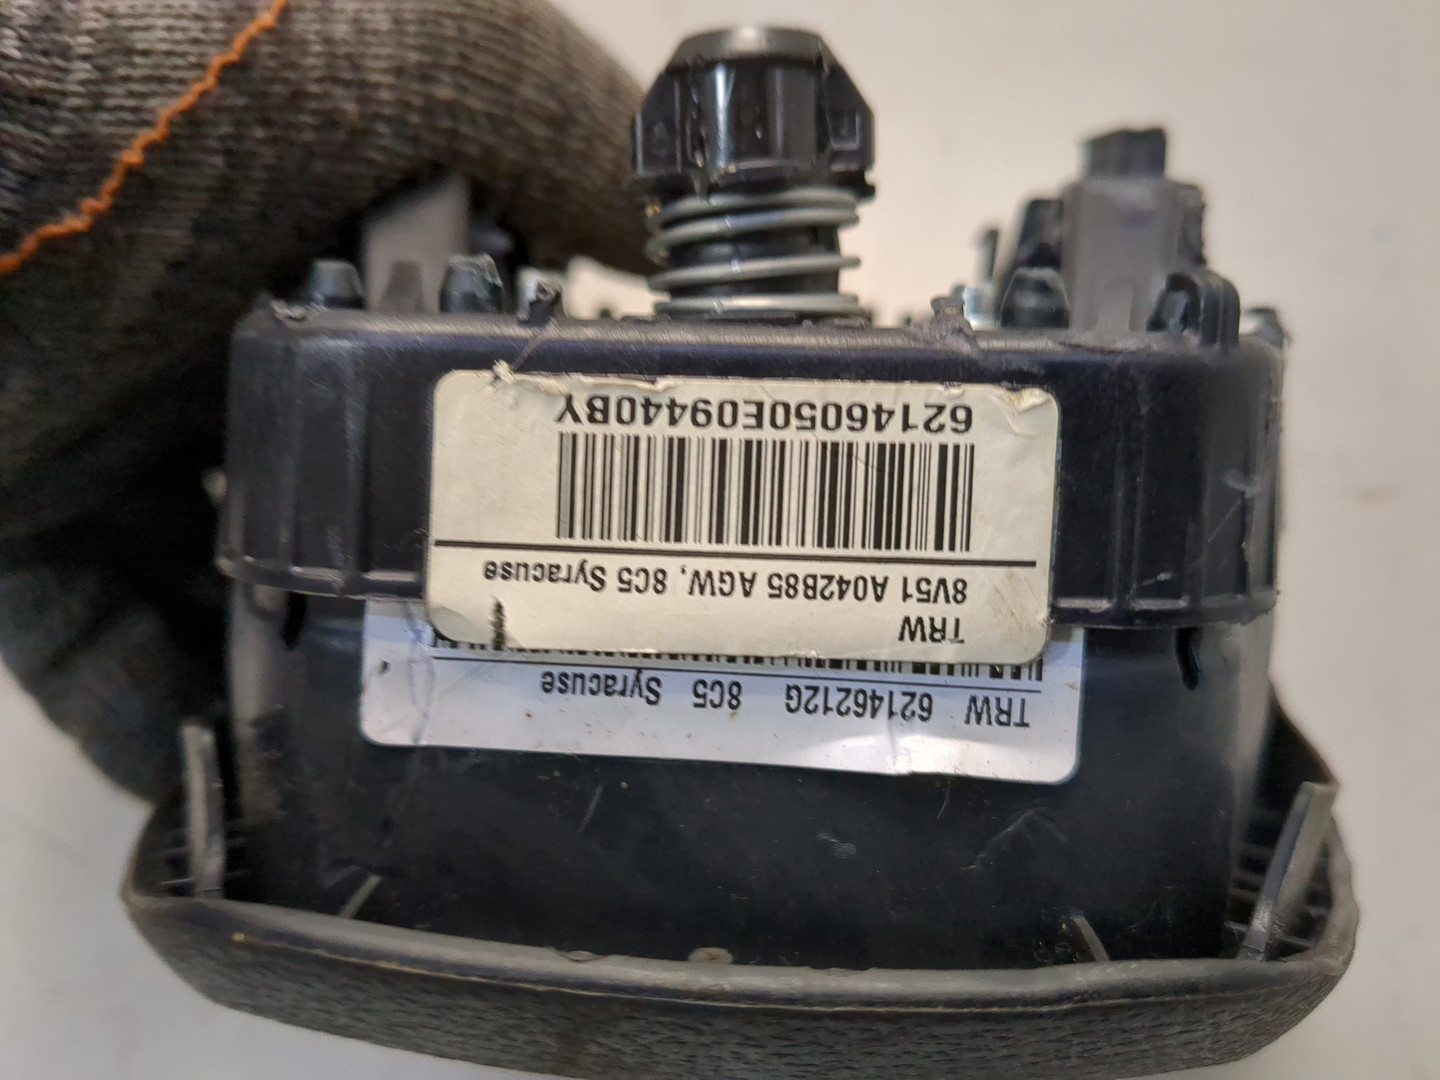 TRW 62146212G 8C5 Syracuse
TRW
8V51 A042B85 AGW, 8C5 Syracuse
62146050E09440BY